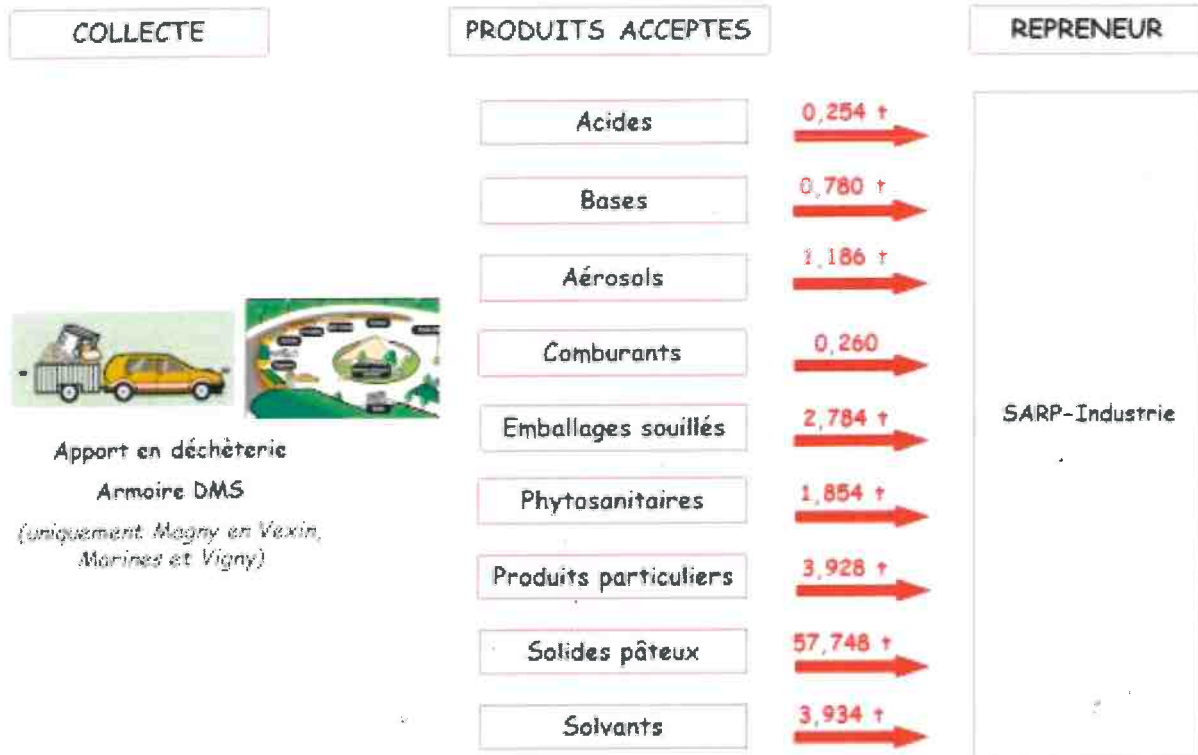 COLLECTE
PRODUITS ACCEPTES
REPRENEUR
Acides
0,254 t
Bases
0,780 t
Aérosols
1,186 t
Comburants
0,260
Emballages souillés
2,784 t
Phytosanitaires
1,854 t
Produits particuliers
3,928 t
Solides pâteux
57,748 t
Solvants
3,934 t
Apport en déchèterie
Armoire DMS
(uniquement Magny en Vexin,
Marines et Vigny)
SARP-Industrie